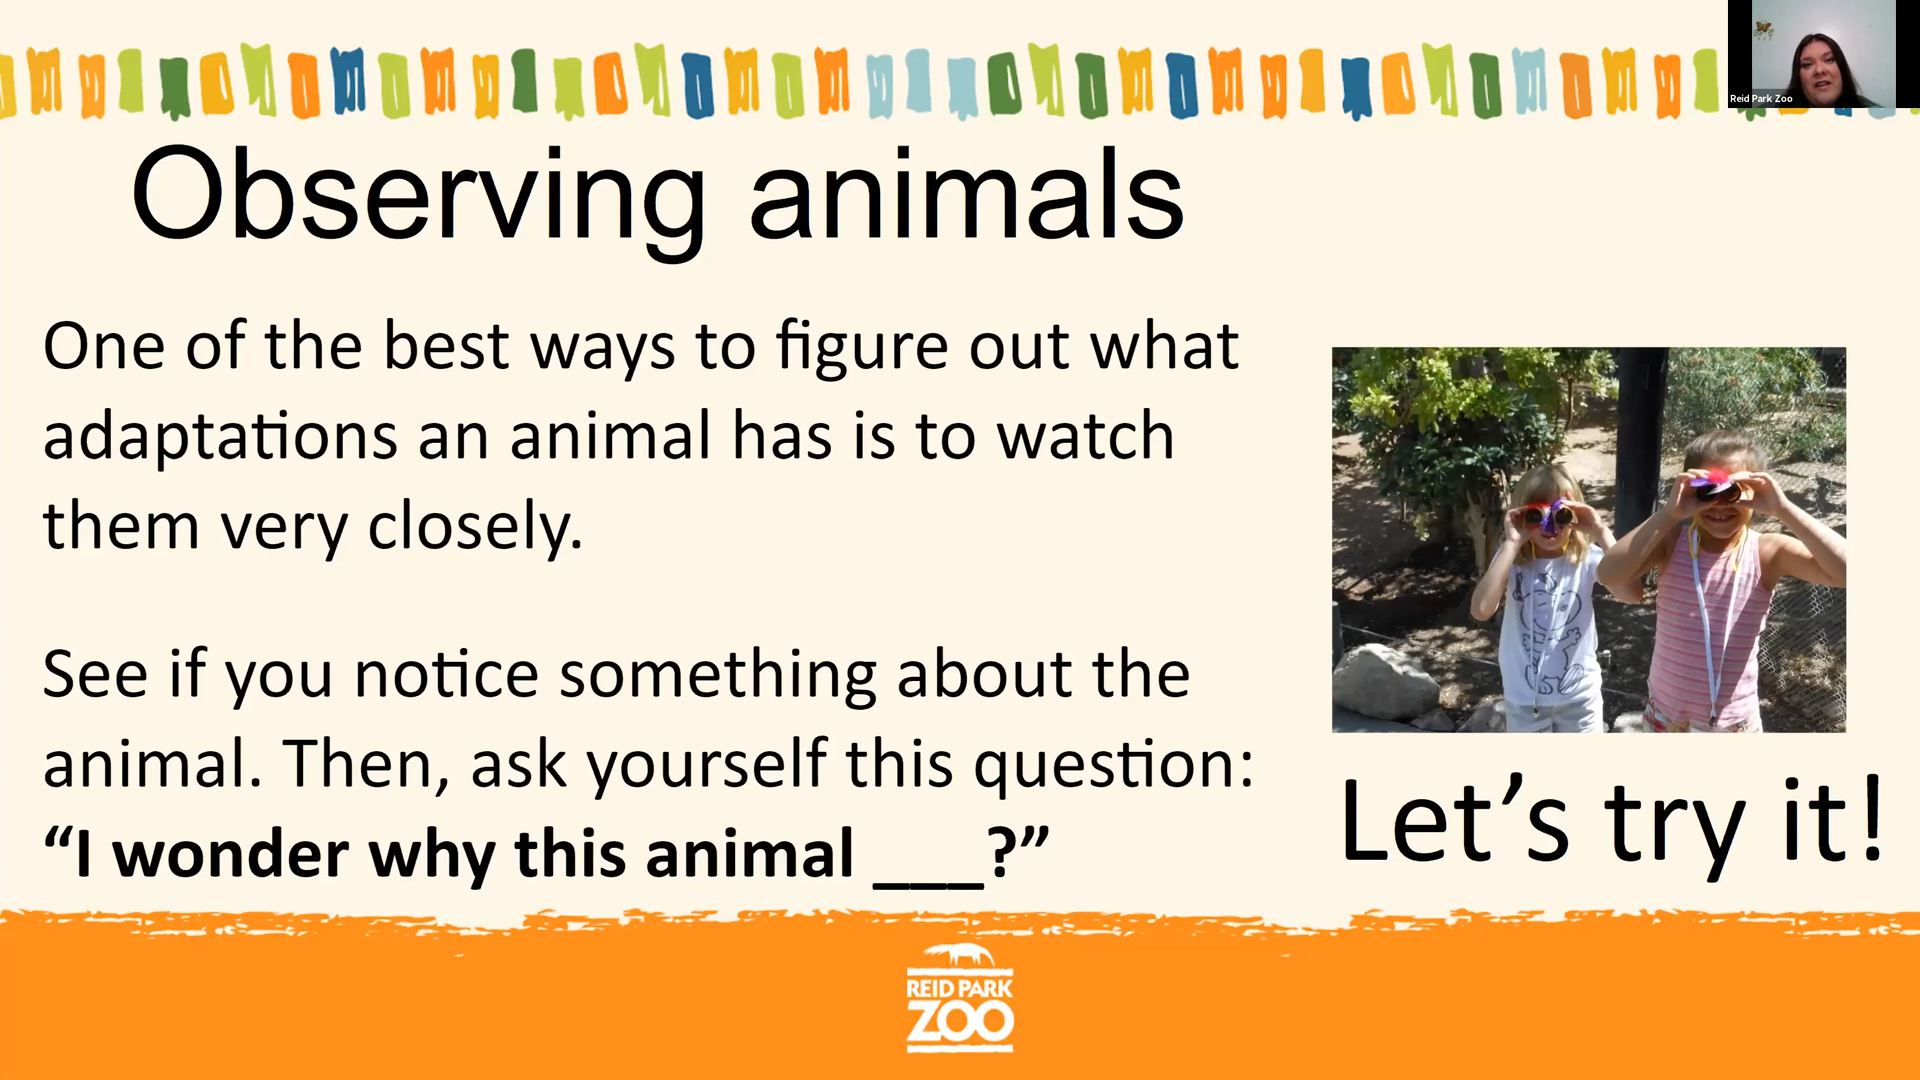 Reid Park Zoo
Observing animals
One of the best ways to figure out what
adaptations an animal has is to watch
them very closely.
See if you notice something about the
animal. Then, ask yourself this question:
“I wonder why this animal ___?”
Let’s try it!
REID PARK
ZOO